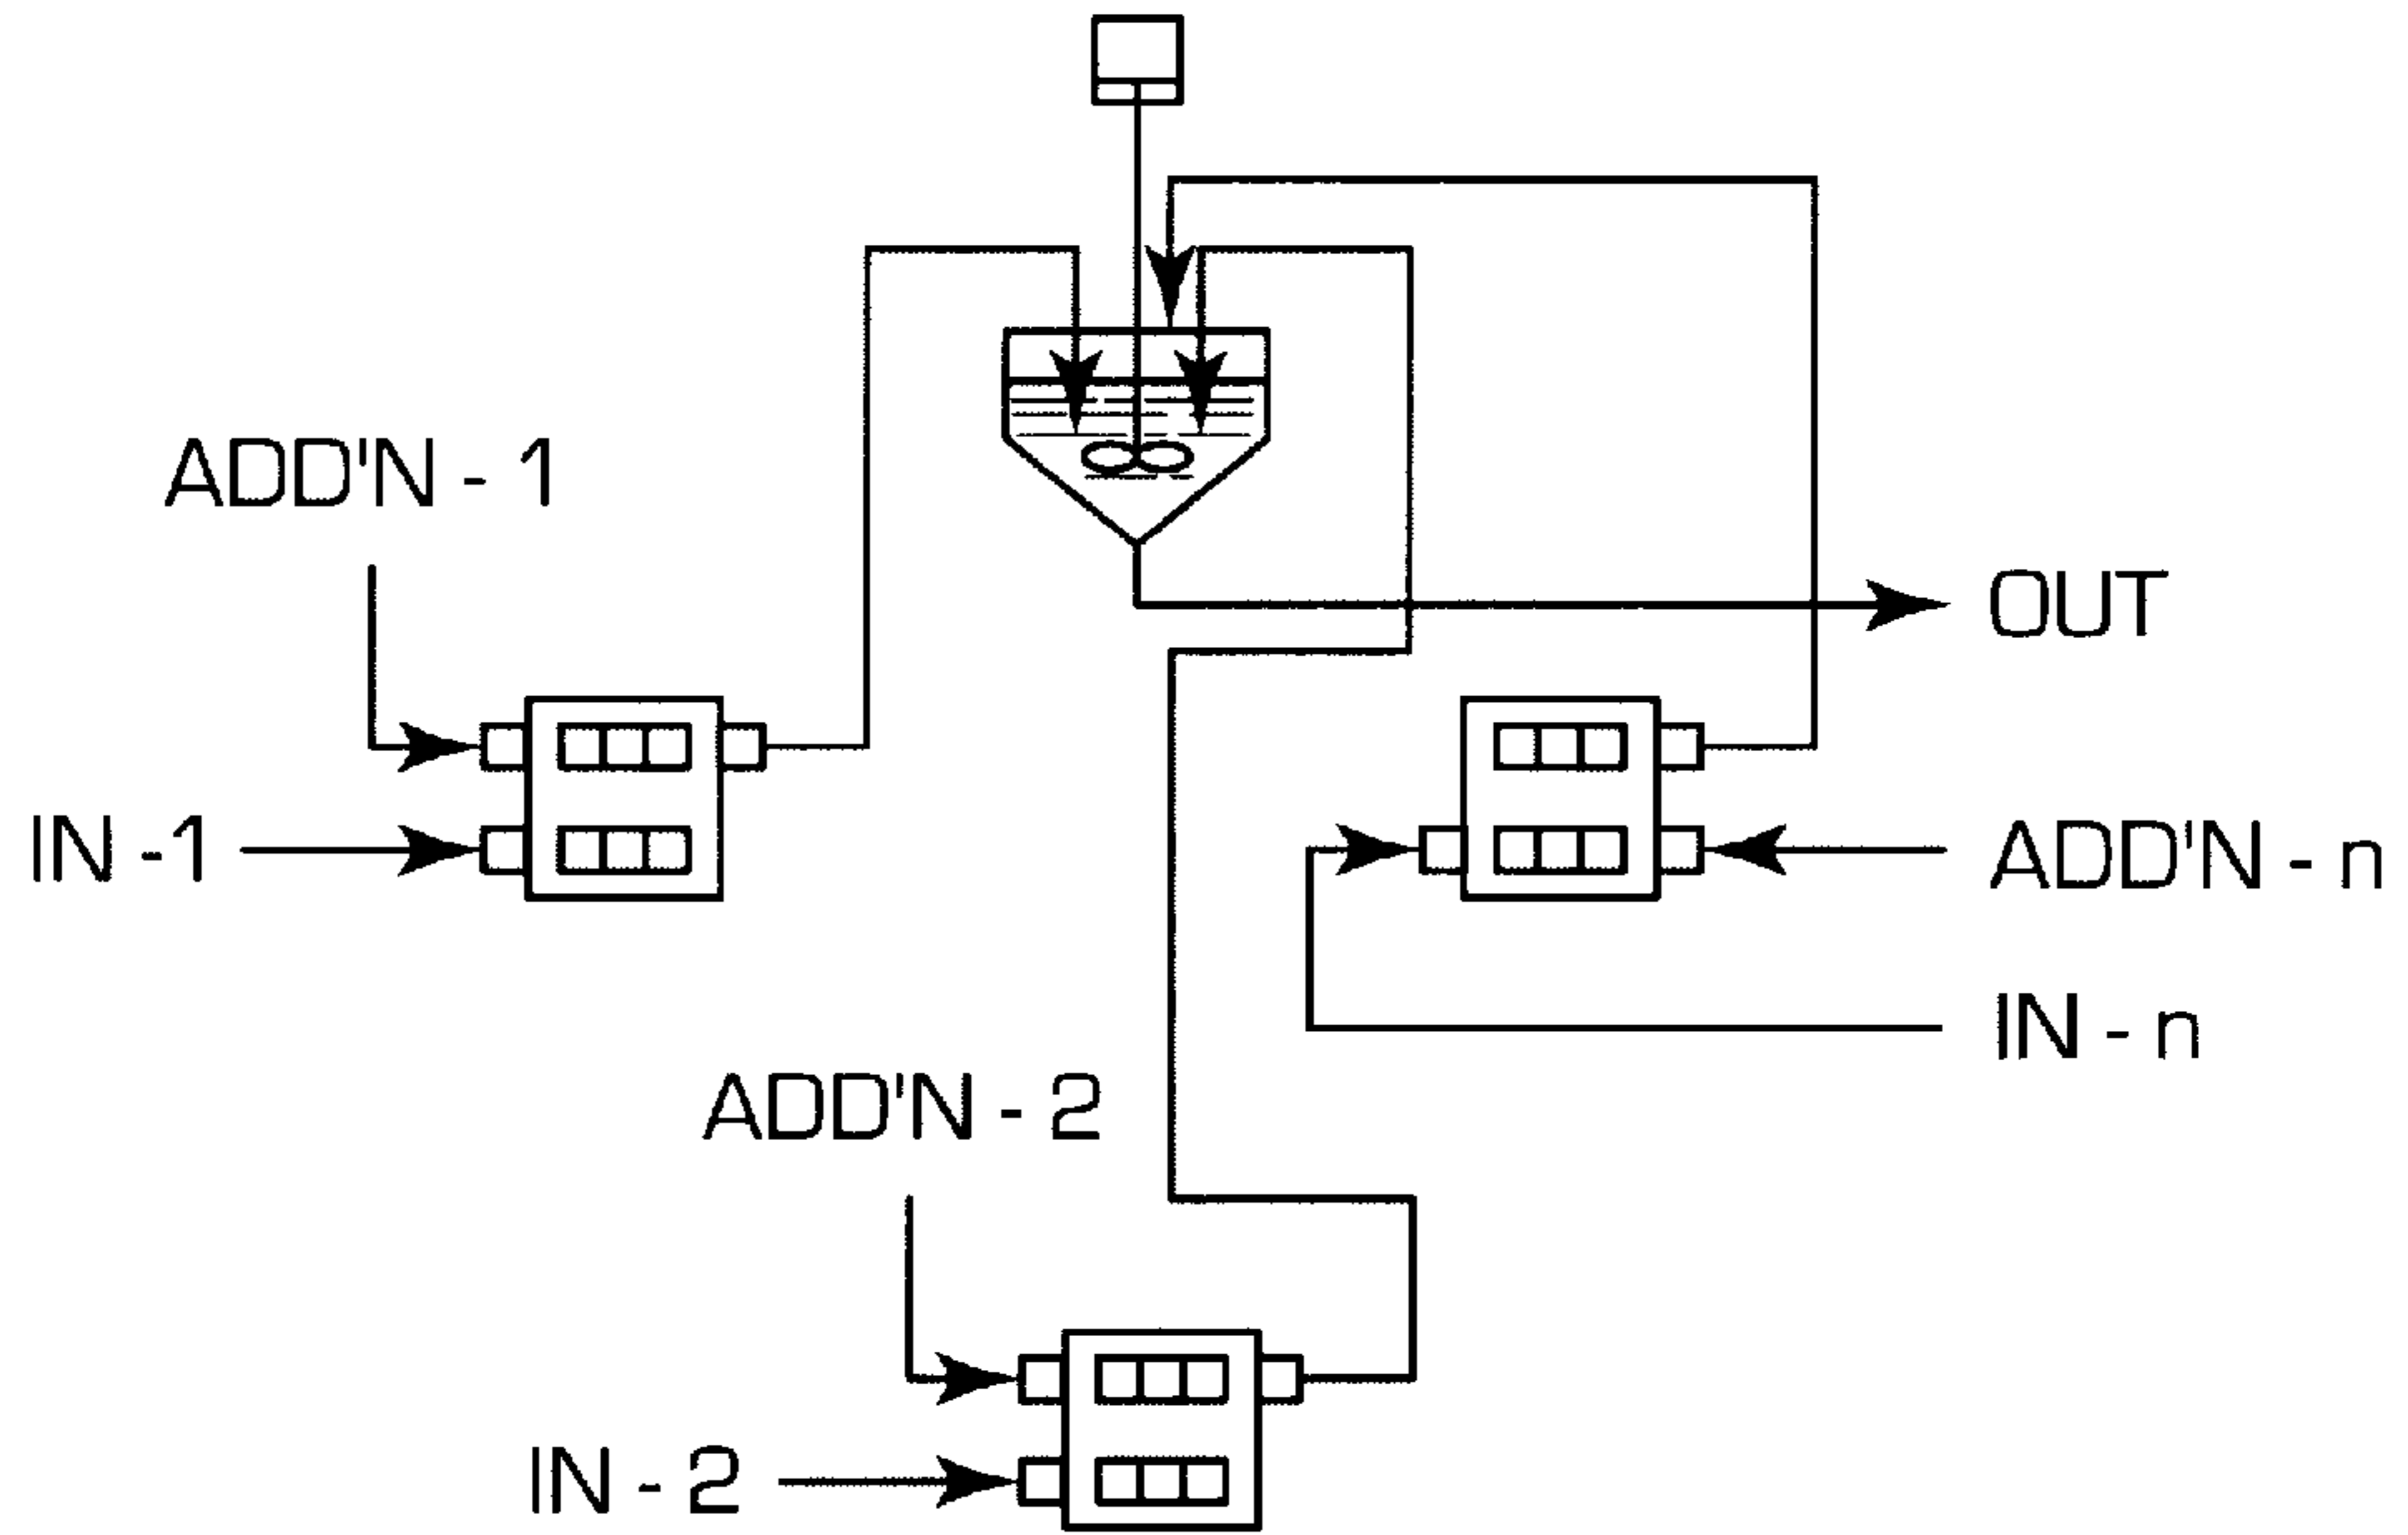 ADD'N - 1
OUT
IN -1
ADD'N - n
IN - n
ADD'N - 2
IN - 2